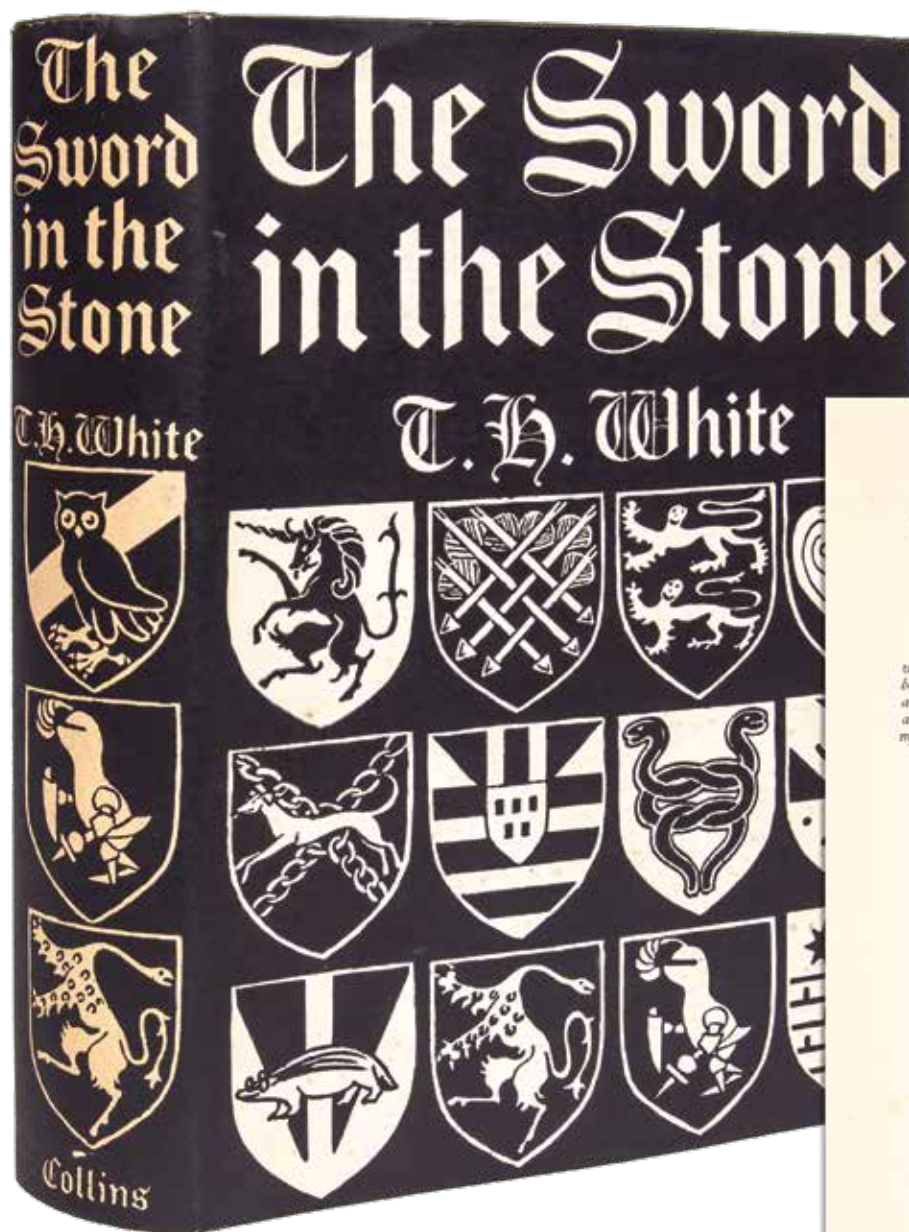 The
Sword
in the
Stone
T.H.White
Collins
The Sword
in the Stone
T. H. White